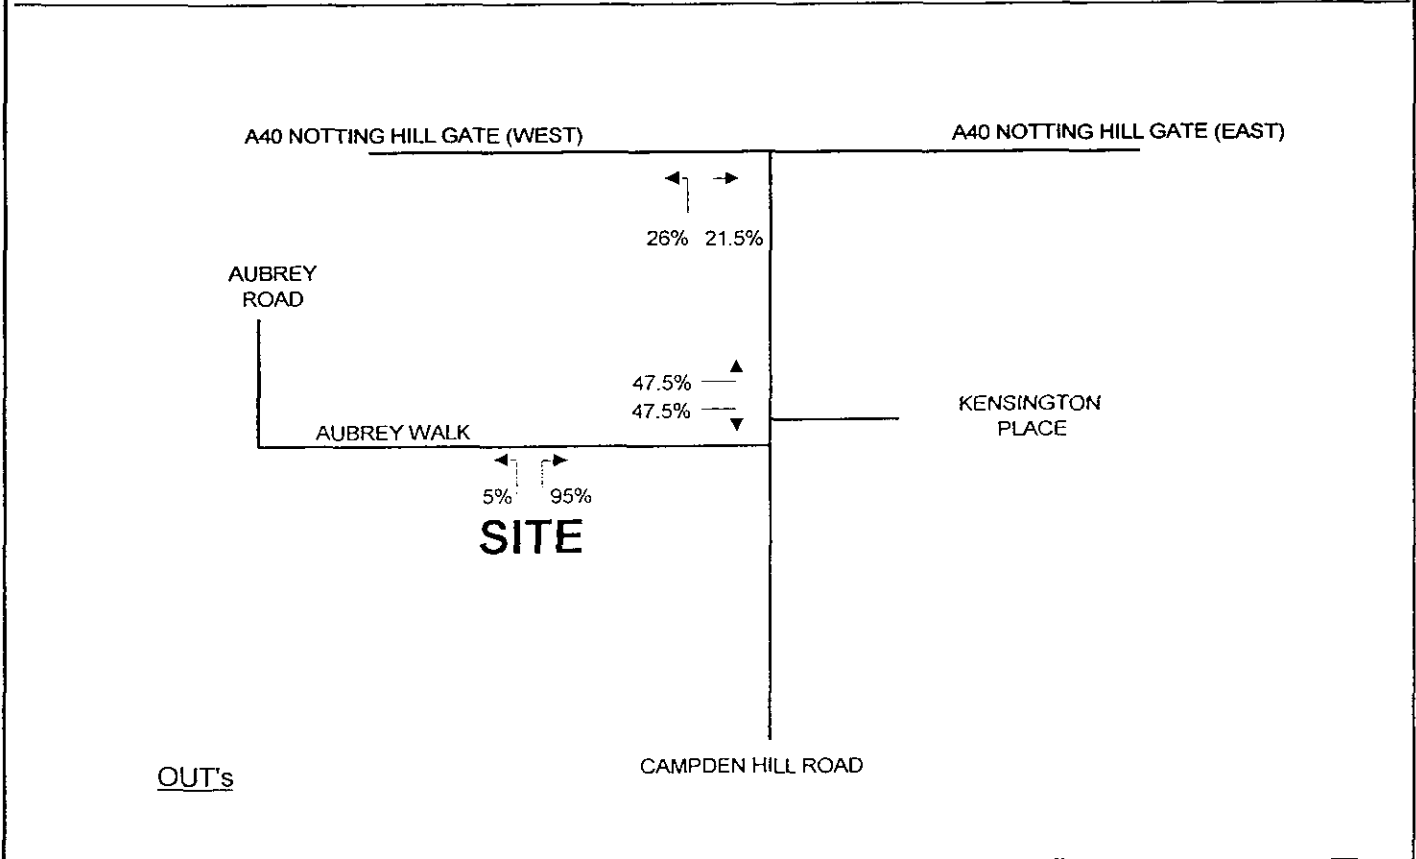 A40 NOTTING HILL GATE (WEST)
A40 NOTTING HILL GATE (EAST)
26% 21.5%
AUBREY
ROAD
47.5%
47.5%
KENSINGTON
PLACE
AUBREY WALK
5% 95%
SITE
CAMPDEN HILL ROAD
OUT's